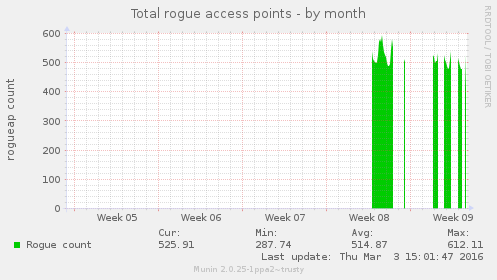 Total rogue access points - by month
RRDTOOL / TOBI OETIKER
rogueap count
600
500
400
300
200
100
0
Week 05 Week 06 Week 07 Week 08 Week 09
Cur: Min: Avg: Max:
Rogue count 525.91 287.74 514.87 612.11
Last update: Thu Mar 3 15:01:47 2016
Munin 2.0.25-1ppa2~trusty